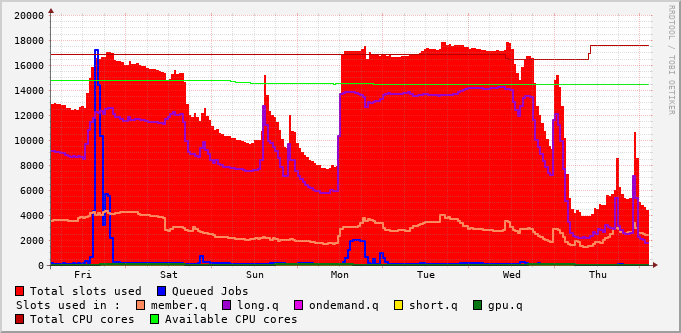 20000
18000
16000
14000
12000
10000
8000
6000
4000
2000
0
Fri Sat Sun Mon Tue Wed Thu
Total slots used Queued Jobs
Slots used in : member.q long.q ondemand.q short.q gpu.q
Total CPU cores Available CPU cores
RRDTOOL / TOBI OETIKER